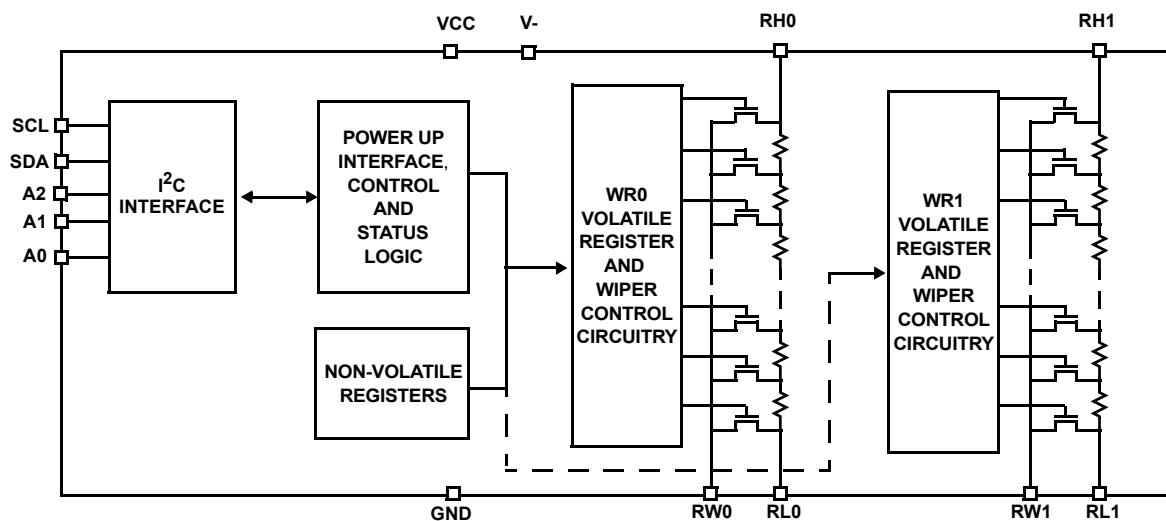 VCC
V-
RH0
RH1
SCL
SDA
A2
A1
A0
I²C
INTERFACE
POWER UP
INTERFACE,
CONTROL
AND
STATUS
LOGIC
NON-VOLATILE
REGISTERS
WR0
VOLATILE
REGISTER
AND
WIPER
CONTROL
CIRCUITRY
WR1
VOLATILE
REGISTER
AND
WIPER
CONTROL
CIRCUITRY
GND
RW0
RL0
RW1
RL1